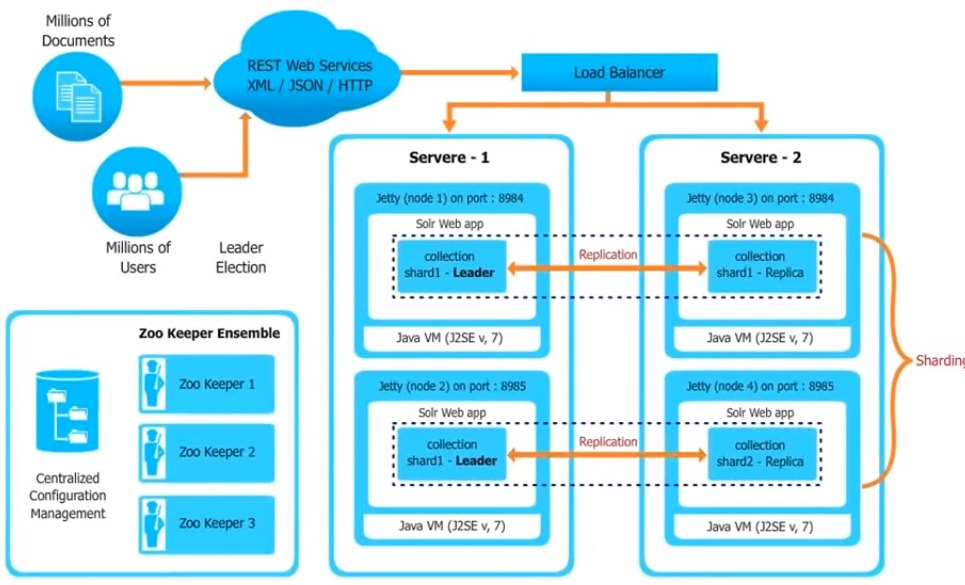 Millions of
Documents
REST Web Services
XML / JSON / HTTP
Load Balancer
Millions of
Users
Leader
Election
Servere - 1
Jetty (node 1) on port : 8984
Solr Web app
collection
shard1 - Leader
Java VM (J2SE v, 7)
Jetty (node 2) on port : 8985
Solr Web app
collection
shard1 - Leader
Java VM (J2SE v, 7)
Replication
Replication
Servere - 2
Jetty (node 3) on port : 8984
Solr Web app
collection
shard1 - Replica
Java VM (J2SE v, 7)
Jetty (node 4) on port : 8985
Solr Web app
collection
shard2 - Replica
Java VM (J2SE v, 7)
Sharding
Zoo Keeper Ensemble
Zoo Keeper 1
Zoo Keeper 2
Zoo Keeper 3
Centralized
Configuration
Management